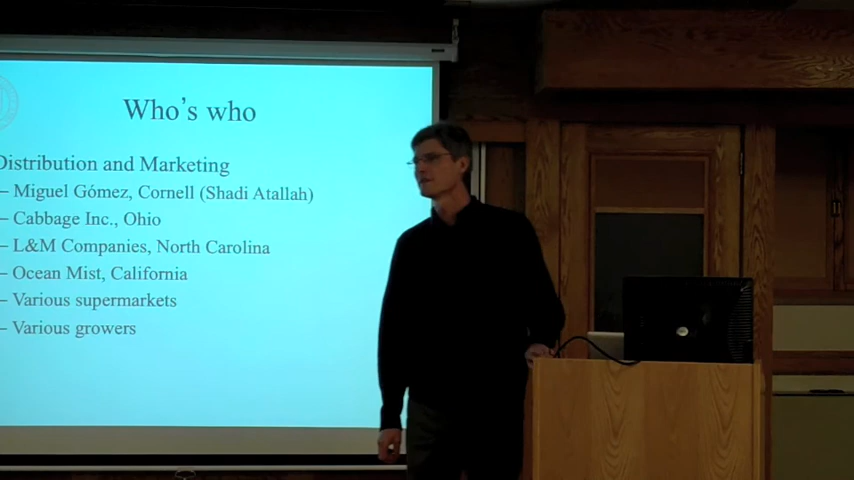 Who's who
Distribution and Marketing
– Miguel Gómez, Cornell (Shadi Atallah)
– Cabbage Inc., Ohio
– L&M Companies, North Carolina
– Ocean Mist, California
– Various supermarkets
– Various growers